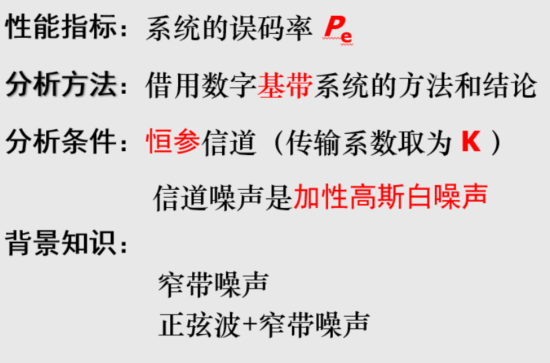 性能指标：系统的误码率 Pe
分析方法：借用数字基带系统的方法和结论
分析条件：恒参信道（传输系数取为 K ）
信道噪声是加性高斯白噪声
背景知识：
窄带噪声
正弦波+窄带噪声